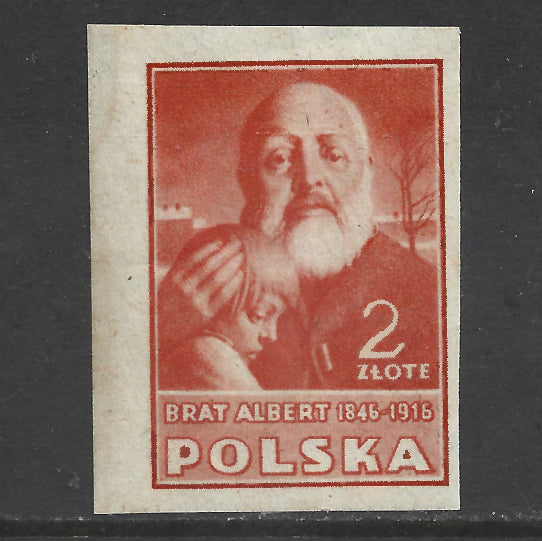 2
ZŁOTE
BRAT ALBERT 1846-1916
POLSKA